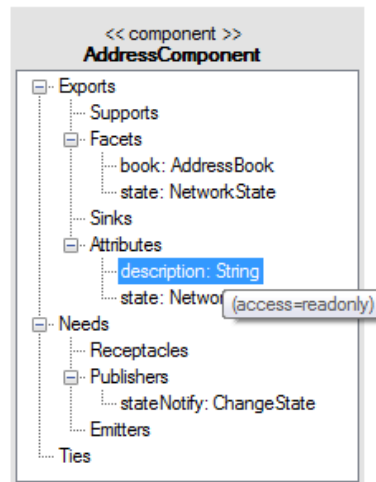 << component >>
AddressComponent
Exports
Supports
Facets
book: AddressBook
state: NetworkState
Sinks
Attributes
description: String
state: Networ
(access=readonly)
Needs
Receptacles
Publishers
stateNotify: ChangeState
Emitters
Ties